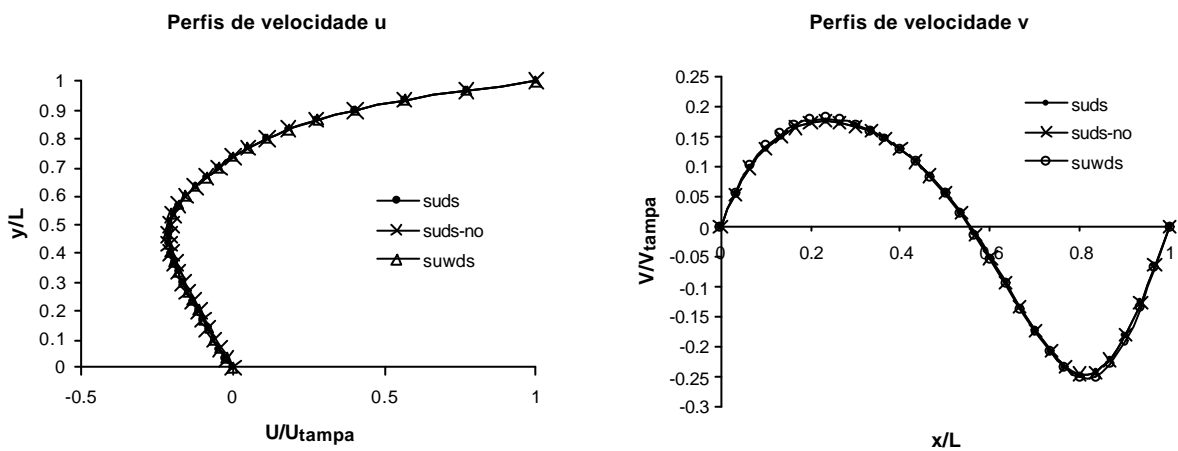 Perfis de velocidade u
1
0.9
0.8
0.7
0.6
0.5
0.4
0.3
0.2
0.1
0
y/L
-0.5
0
0.5
1
U/Utampa
suds
suds-no
suwds
Perfis de velocidade v
0.25
0.2
0.15
0.1
0.05
0
-0.05
-0.1
-0.15
-0.2
-0.25
-0.3
V/Vtampa
0
0.2
0.4
0.6
0.8
1
x/L
suds
suds-no
suwds